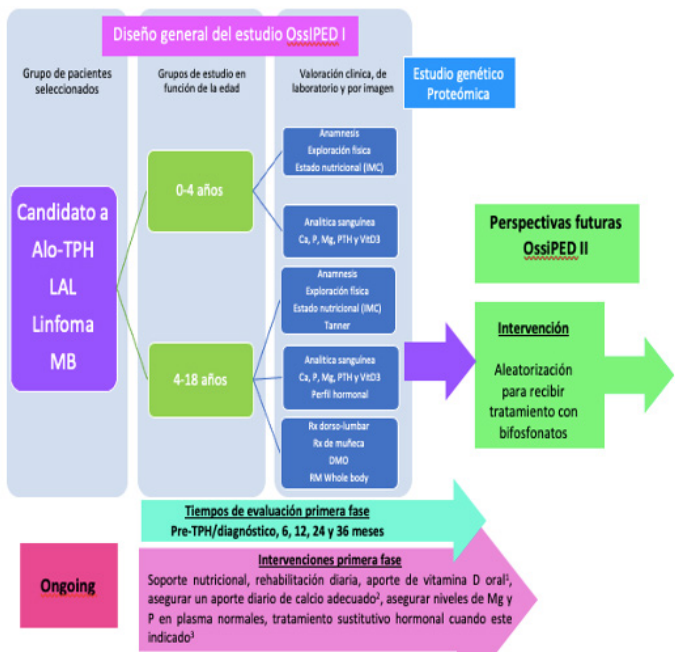 Diseño general del estudio OssIPED I
Grupo de pacientes
seleccionados
Grupos de estudio en
función de la edad
Valoración clinica, de
laboratorio y por imagen
Estudio genético
Proteómica
Candidato a
Alo-TPH
LAL
Linfoma
MB
0-4 años
4-18 años
Anamnesis
Exploración física
Estado nutricional (IMC)
Analitica sanguínea
Ca, P, Mg, PTH y VitD3
Anamnesis
Exploración física
Estado nutricional (IMC)
Tanner
Analitica sanguínea
Ca, P, Mg, PTH y VitD3
Perfil hormonal
Rx dorso-lumbar
Rx de muñeca
DMO
RM Whole body
Perspectivas futuras
OssiPED II
Intervención
Aleatorización
para recibir
tratamiento con
bifosfonatos
Tiempos de evaluación primera fase
Pre-TPH/diagnóstico, 6, 12, 24 y 36 meses
Ongoing
Intervenciones primera fase
Soporte nutricional, rehabilitación diaria, aporte de vitamina D oral¹,
asegurar un aporte diario de calcio adecuado², asegurar niveles de Mg y
P en plasma normales, tratamiento sustitutivo hormonal cuando este
indicado³